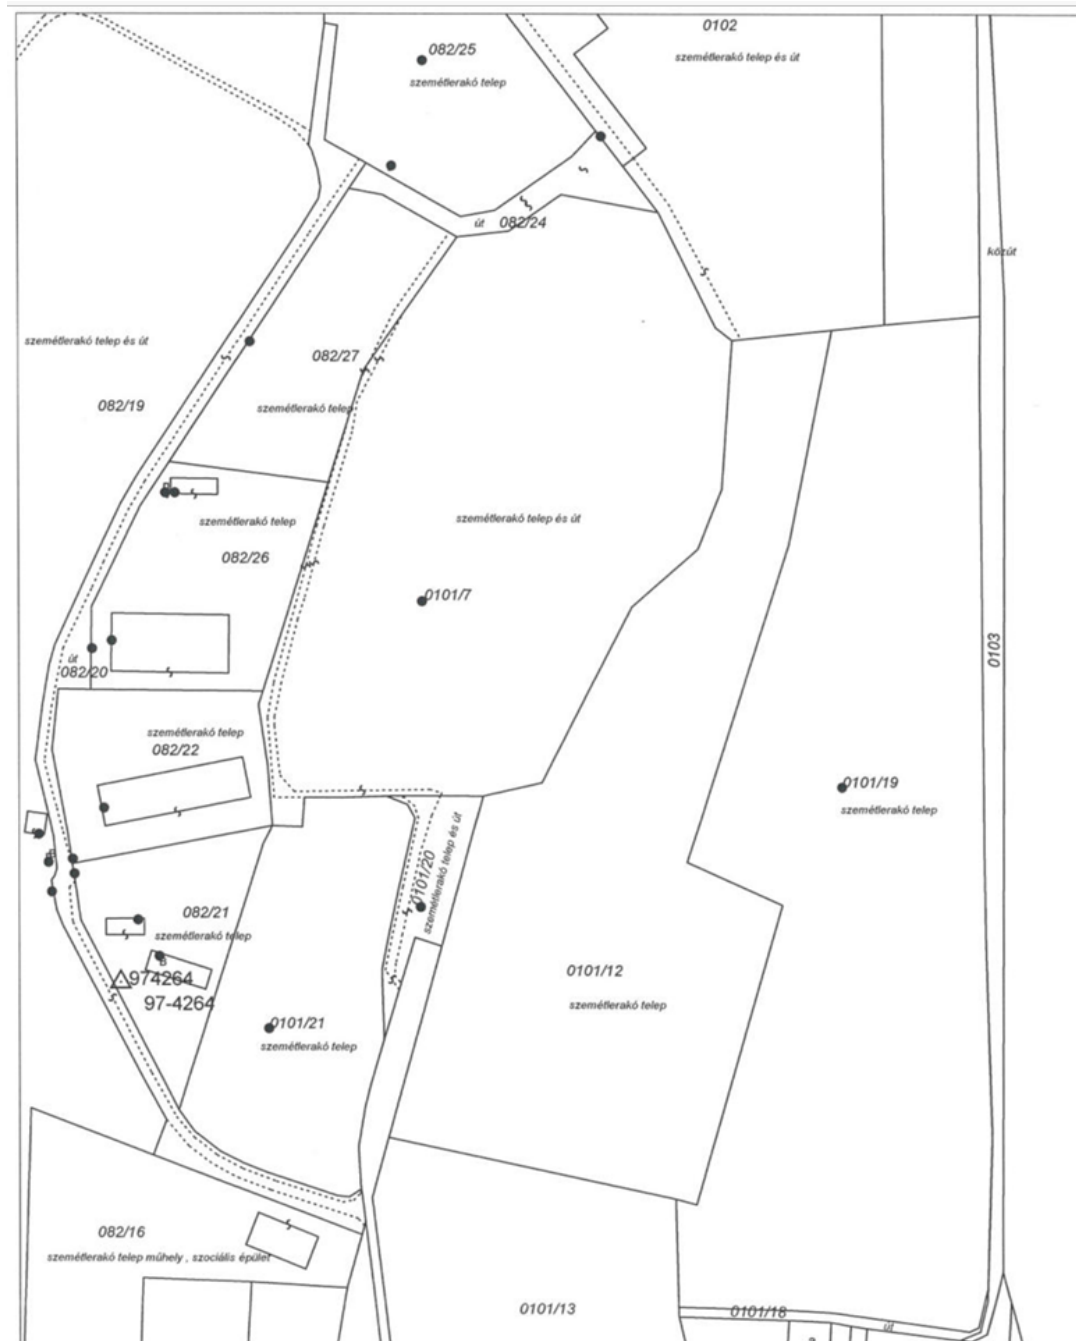 0102
szemétlerakó telep és út
082/25
szemétlerakó telep
út 082/24
közút
szemétlerakó telep és út
082/19
082/27
szemétlerakó telep
szemétlerakó telep
082/26
szemétlerakó telep és út
0101/7
0103
út
082/20
szemétlerakó telep
082/22
0101/19
szemétlerakó telep
0101/20
szemétlerakó telep és út
082/21
szemétlerakó telep
B
974264
97-4264
0101/12
szemétlerakó telep
0101/21
szemétlerakó telep
082/16
szemétlerakó telep műhely , szociális épület
0101/13
0101/18
út